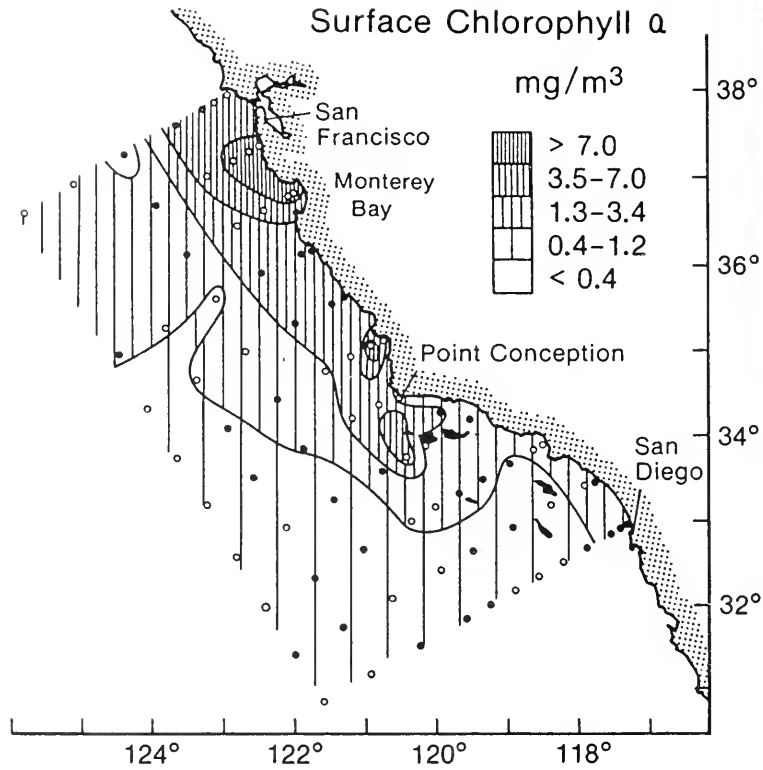 Surface Chlorophyll a
mg/m³
> 7.0
3.5–7.0
1.3–3.4
0.4–1.2
< 0.4
San
Francisco
Monterey
Bay
Point Conception
San
Diego
38°
36°
34°
32°
124°
122°
120°
118°